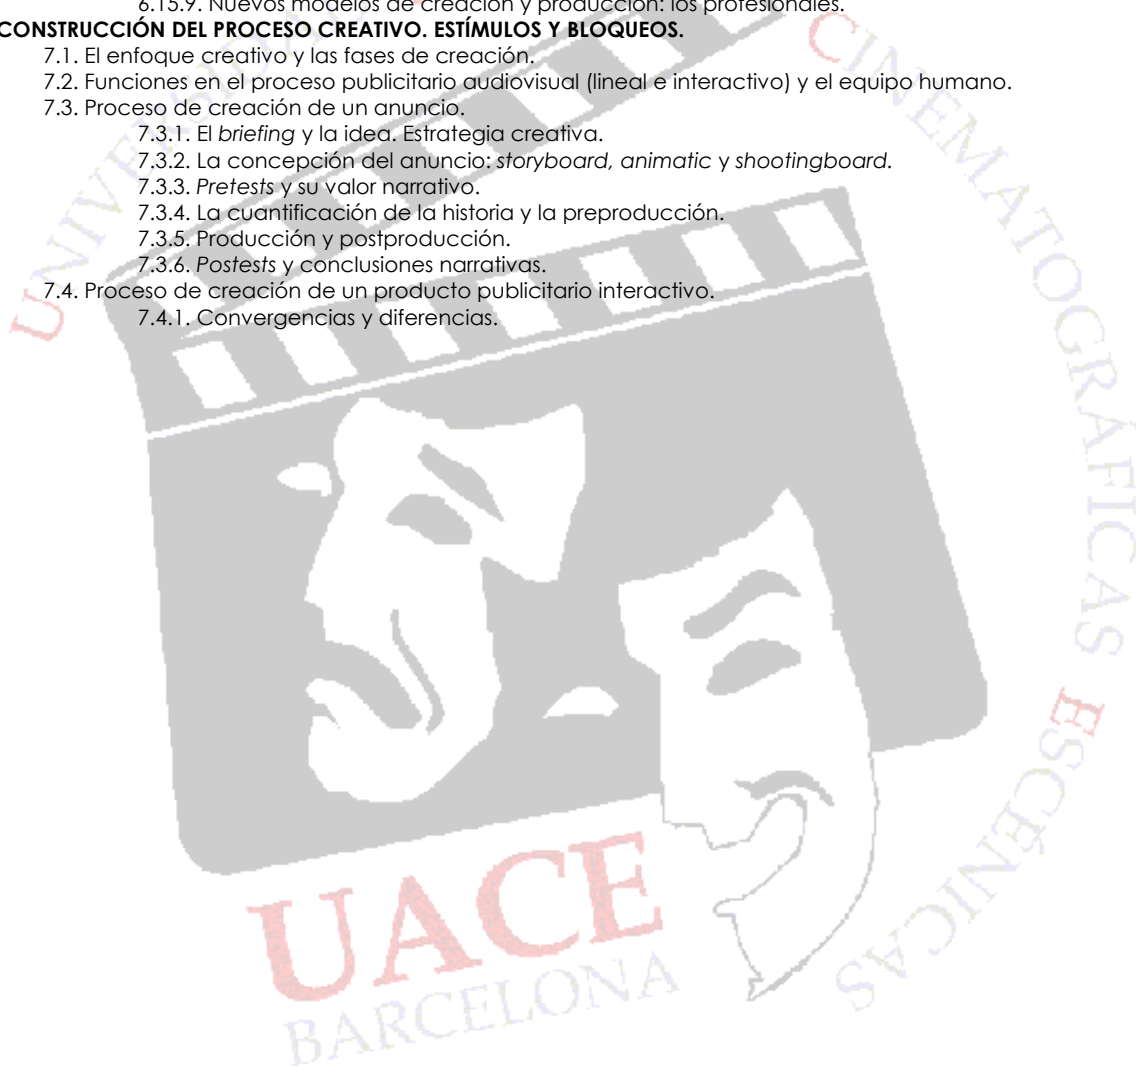 6.15.9. Nuevos modelos de creación y producción: los profesionales.
CONSTRUCCIÓN DEL PROCESO CREATIVO. ESTÍMULOS Y BLOQUEOS.
7.1. El enfoque creativo y las fases de creación.
7.2. Funciones en el proceso publicitario audiovisual (lineal e interactivo) y el equipo humano.
7.3. Proceso de creación de un anuncio.
7.3.1. El briefing y la idea. Estrategia creativa.
7.3.2. La concepción del anuncio: storyboard, animatic y shootingboard.
7.3.3. Pretests y su valor narrativo.
7.3.4. La cuantificación de la historia y la preproducción.
7.3.5. Producción y postproducción.
7.3.6. Postests y conclusiones narrativas.
7.4. Proceso de creación de un producto publicitario interactivo.
7.4.1. Convergencias y diferencias.
CINEMATOGRÁFICAS ESCÉNICAS
UACE
BARCELONA